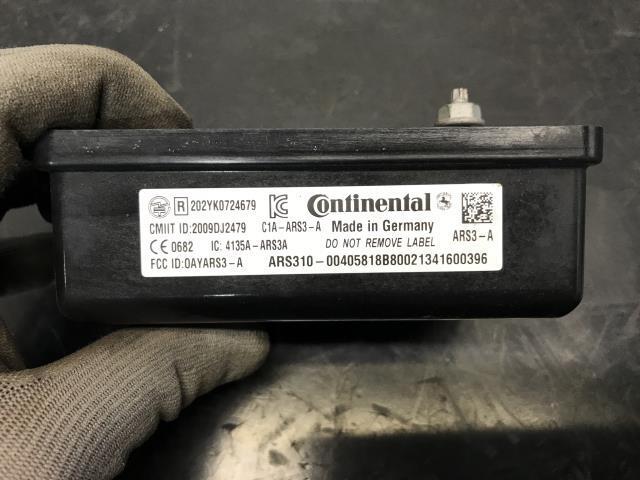 R 202YK0724679 Continental
CMIIT ID:2009DJ2479 C1A-ARS3-A Made in Germany
CE 0682 IC: 4135A-ARS3A DO NOT REMOVE LABEL ARS3-A
FCC ID:OAYARS3-A ARS310-00405818B80021341600396